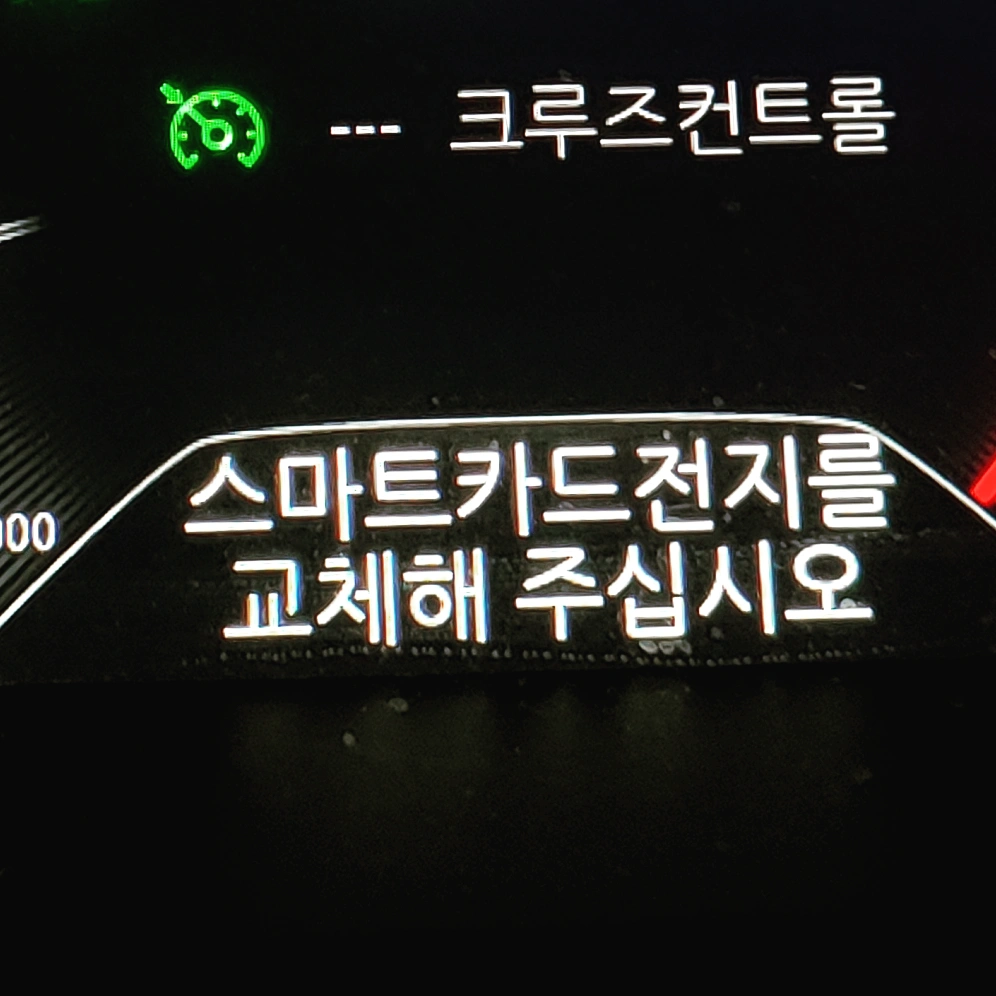 --- 크루즈컨트롤
000
스마트카드전지를
교체해 주십시오